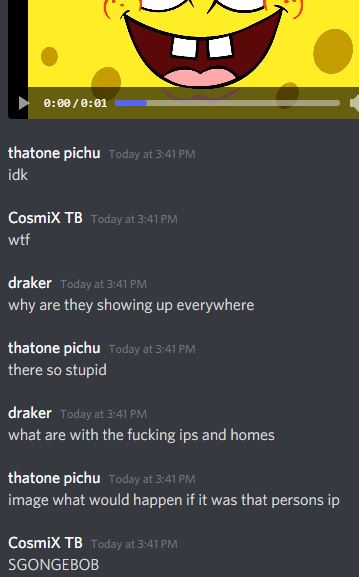 0:00/0:01
thatone pichu Today at 3:41 PM
idk
CosmiX TB Today at 3:41 PM
wtf
draker Today at 3:41 PM
why are they showing up everywhere
thatone pichu Today at 3:41 PM
there so stupid
draker Today at 3:41 PM
what are with the fucking ips and homes
thatone pichu Today at 3:41 PM
image what would happen if it was that persons ip
CosmiX TB Today at 3:41 PM
SGONGEBOB